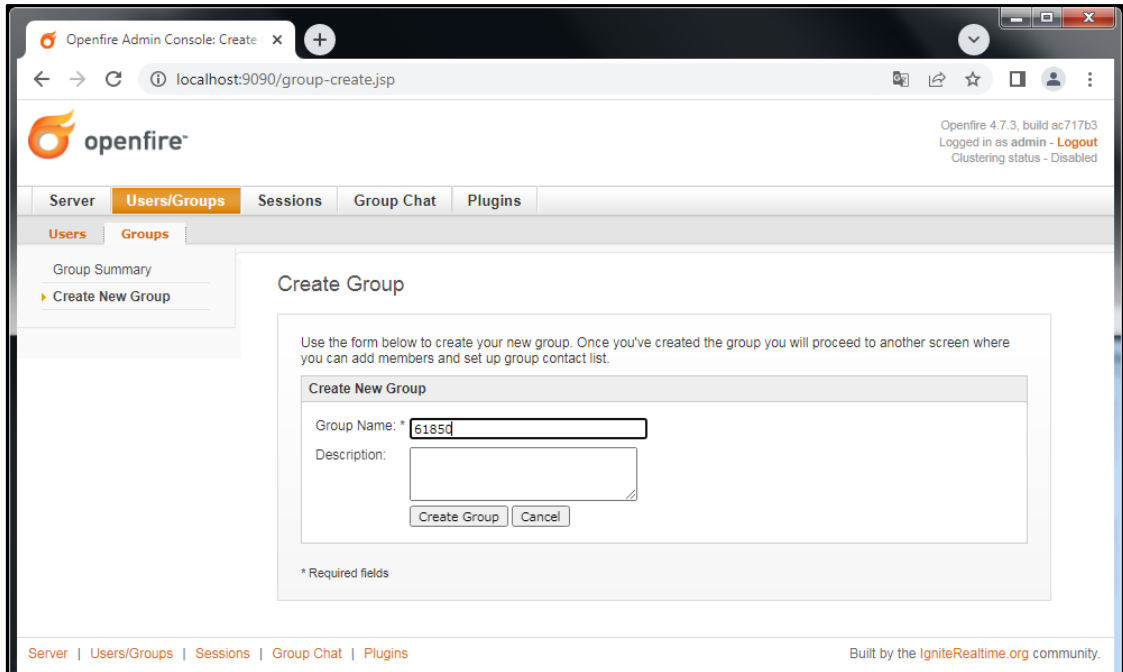 Openfire Admin Console: Create
localhost:9090/group-create.jsp
openfire™
Openfire 4.7.3, build ac717b3
Logged in as admin - Logout
Clustering status - Disabled
Server Users/Groups Sessions Group Chat Plugins
Users Groups
Group Summary
Create New Group
Create Group
Use the form below to create your new group. Once you've created the group you will proceed to another screen where
you can add members and set up group contact list.
Create New Group
Group Name: * 61850
Description:
Create Group Cancel
* Required fields
Server | Users/Groups | Sessions | Group Chat | Plugins
Built by the IgniteRealtime.org community.